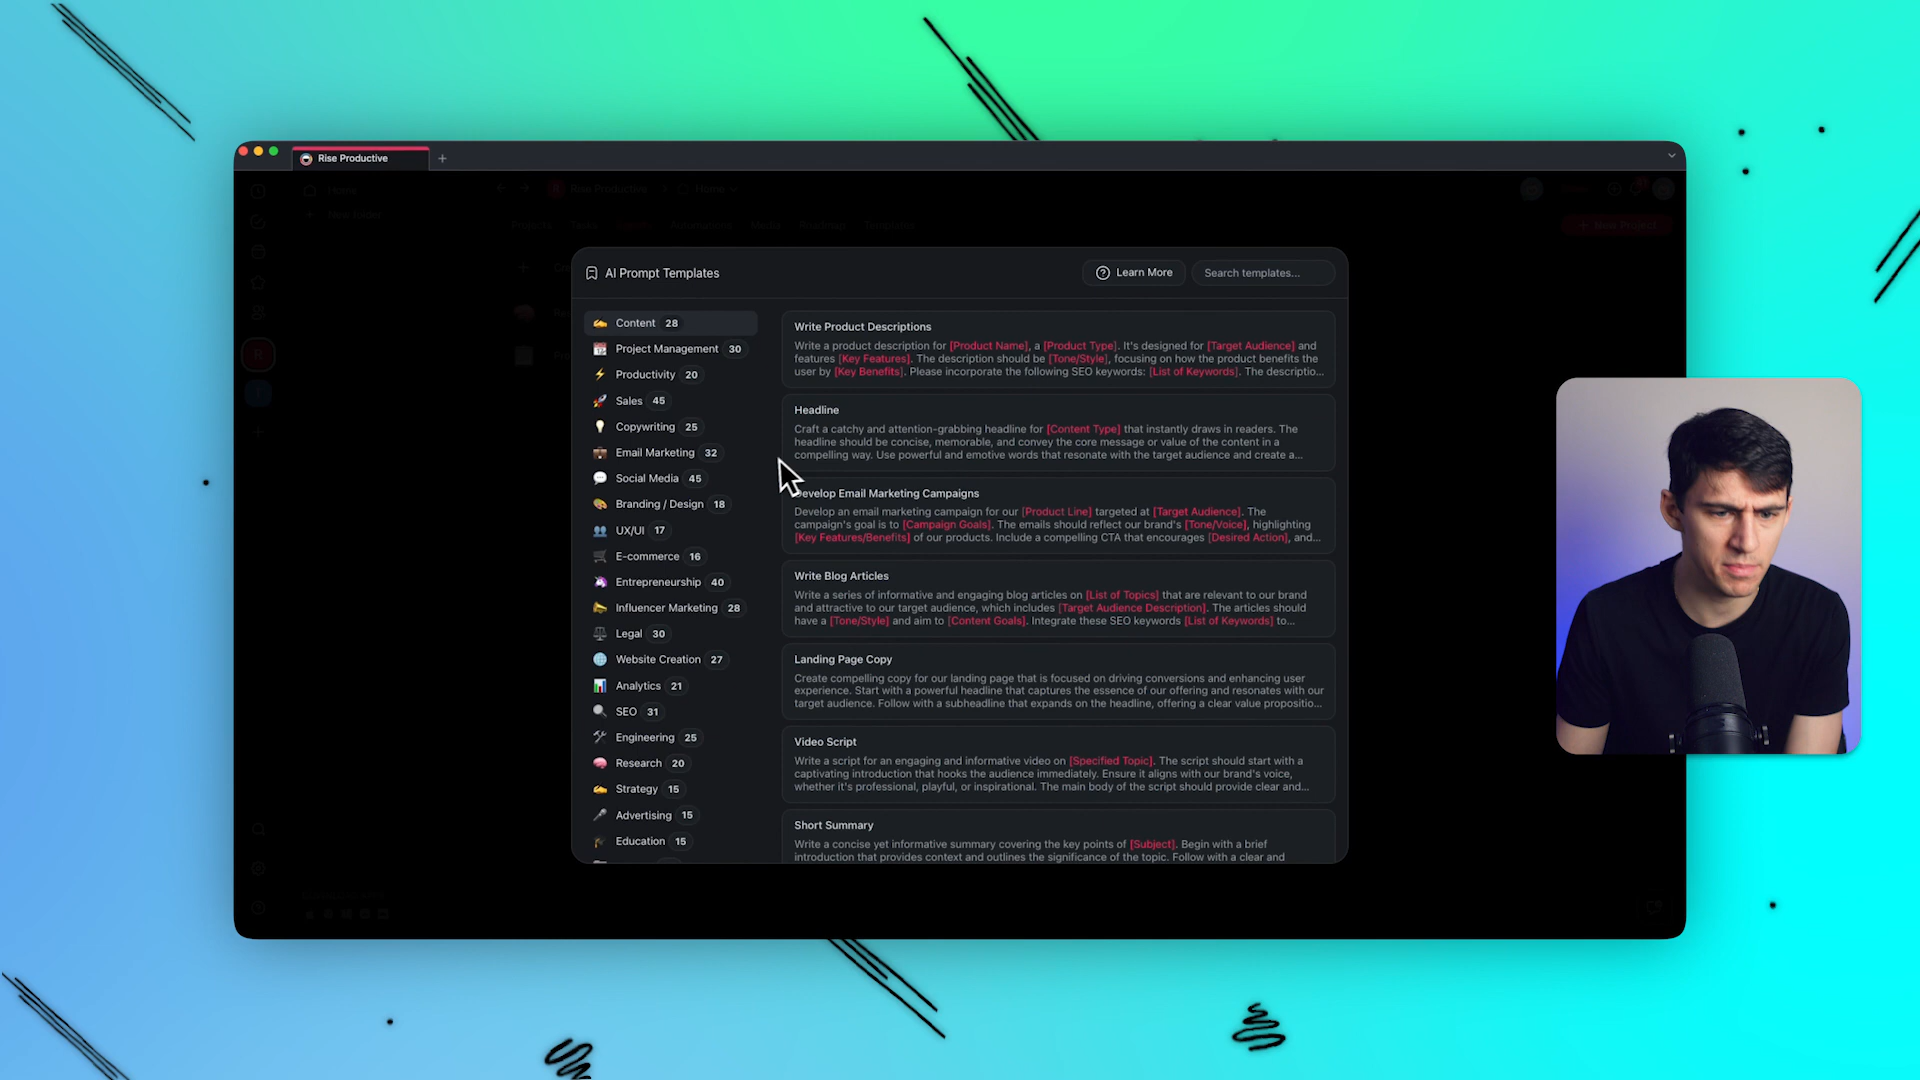 Rise Productive
Home
New folder
Rise Productive
Home
Projects Tasks Agents Automations Media Roadmap Templates
+ New Project
AI Prompt Templates
Learn More
Search templates...
Content 28
Project Management 30
Productivity 20
Sales 45
Copywriting 25
Email Marketing 32
Social Media 45
Branding / Design 18
UX/UI 17
E-commerce 16
Entrepreneurship 40
Influencer Marketing 28
Legal 30
Website Creation 27
Analytics 21
SEO 31
Engineering 25
Research 20
Strategy 15
Advertising 15
Education 15
Write Product Descriptions
Write a product description for [Product Name], a [Product Type]. It's designed for [Target Audience] and
features [Key Features]. The description should be [Tone/Style], focusing on how the product benefits the
user by [Key Benefits]. Please incorporate the following SEO keywords: [List of Keywords]. The descriptio...
Headline
Craft a catchy and attention-grabbing headline for [Content Type] that instantly draws in readers. The
headline should be concise, memorable, and convey the core message or value of the content in a
compelling way. Use powerful and emotive words that resonate with the target audience and create a...
Develop Email Marketing Campaigns
Develop an email marketing campaign for our [Product Line] targeted at [Target Audience]. The
campaign's goal is to [Campaign Goals]. The emails should reflect our brand's [Tone/Voice], highlighting
[Key Features/Benefits] of our products. Include a compelling CTA that encourages [Desired Action], and...
Write Blog Articles
Write a series of informative and engaging blog articles on [List of Topics] that are relevant to our brand
and attractive to our target audience, which includes [Target Audience Description]. The articles should
have a [Tone/Style] and aim to [Content Goals]. Integrate these SEO keywords [List of Keywords] to...
Landing Page Copy
Create compelling copy for our landing page that is focused on driving conversions and enhancing user
experience. Start with a powerful headline that captures the essence of our offering and resonates with our
target audience. Follow with a subheadline that expands on the headline, offering a clear value propositio...
Video Script
Write a script for an engaging and informative video on [Specified Topic]. The script should start with a
captivating introduction that hooks the audience immediately. Ensure it aligns with our brand's voice,
whether it's professional, playful, or inspirational. The main body of the script should provide clear and...
Short Summary
Write a concise yet informative summary covering the key points of [Subject]. Begin with a brief
introduction that provides context and outlines the significance of the topic. Follow with a clear and